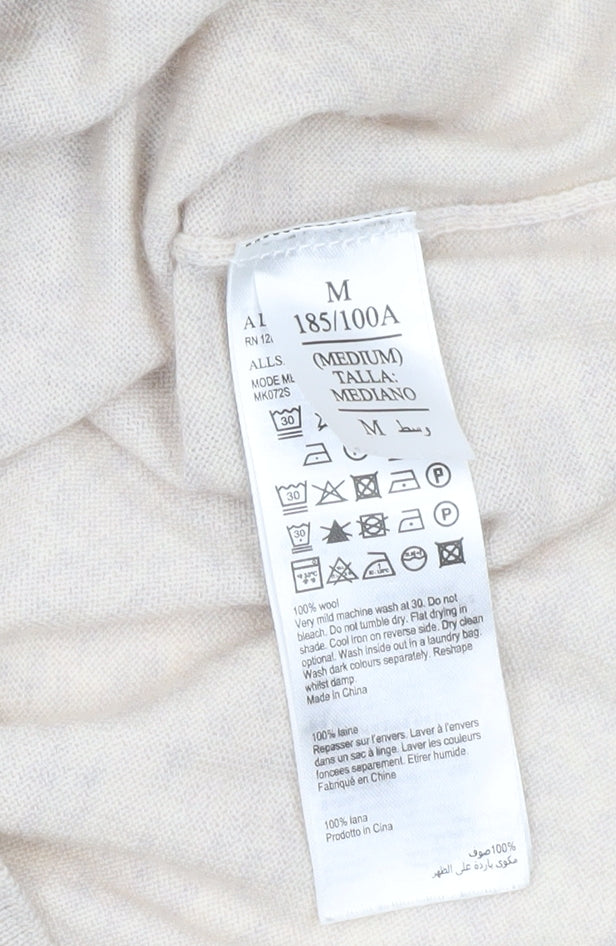 M
185/100A
(MEDIUM)
TALLA:
MEDIANO
M وسط
RN
ALLS
MODE
MK072S
30
30 P
30 P
100% wool
Very mild machine wash at 30. Do not
bleach. Do not tumble dry. Flat drying in
shade. Cool iron on reverse side. Dry clean
optional. Wash inside out in a laundry bag.
Wash dark colours separately. Reshape
whilst damp.
Made in China
100% laine
Repasser sur l'envers. Laver à l'envers
dans un sac à linge. Laver les couleurs
foncees separement. Etirer humide.
Fabriqué en Chine
100% lana
Prodotto in Cina
100% صوف
مكوى باردة على الظهر